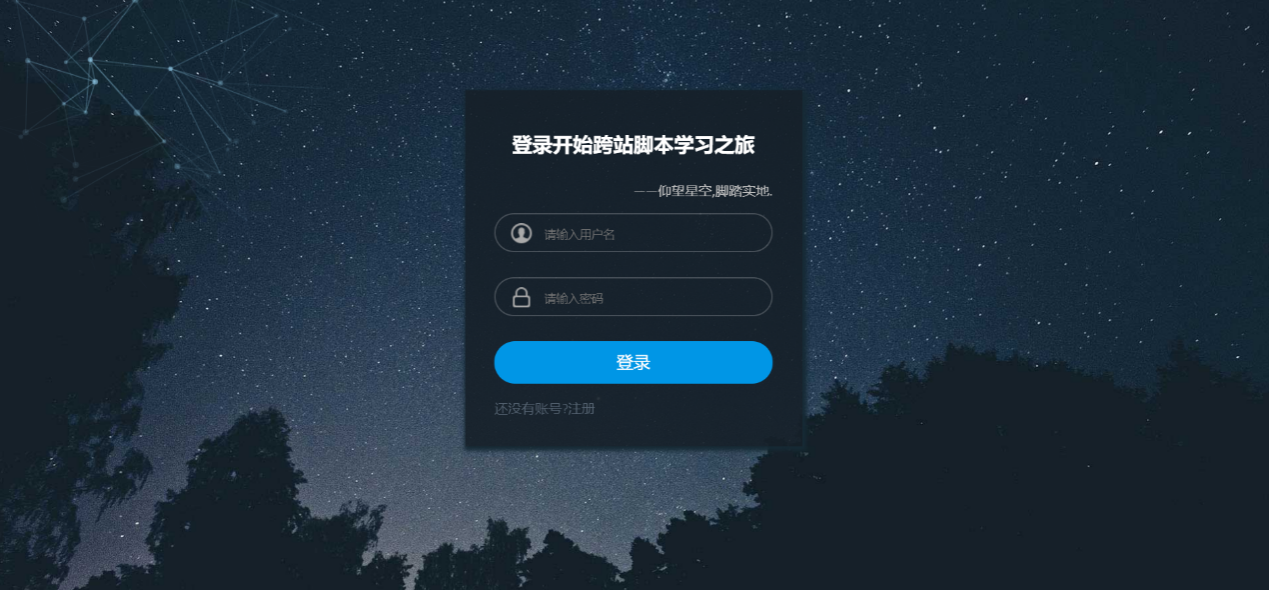 登录开始跨站脚本学习之旅
——仰望星空,脚踏实地.
请输入用户名
请输入密码
登录
还没有账号?注册